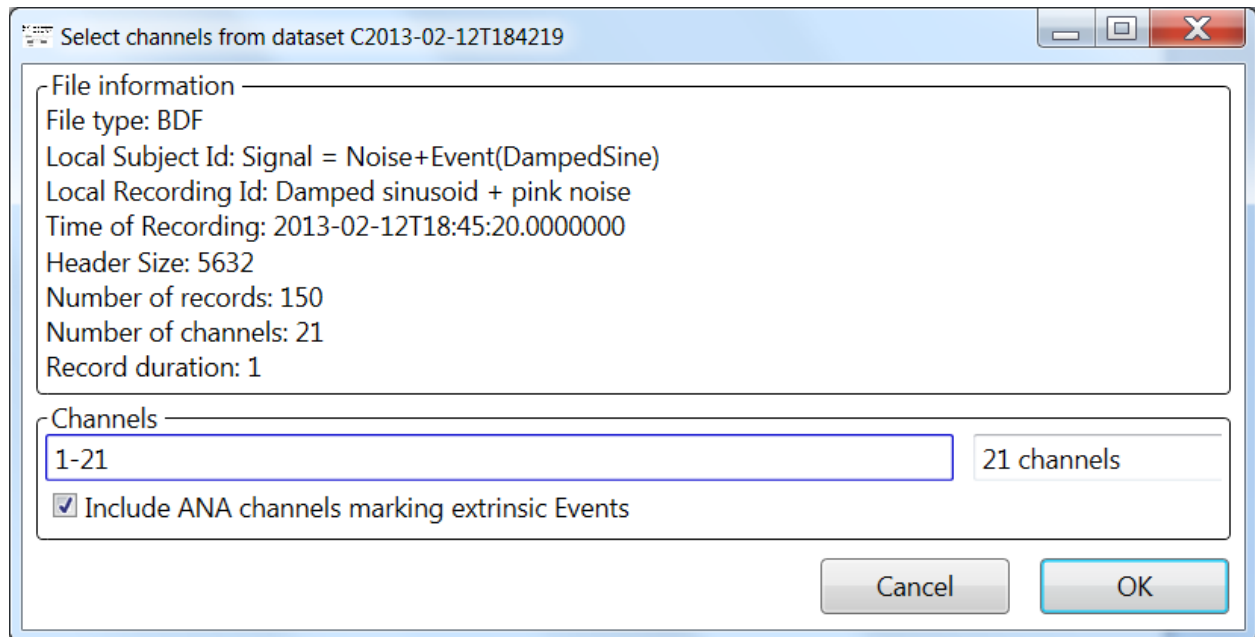 Select channels from dataset C2013-02-12T184219
File information
File type: BDF
Local Subject Id: Signal = Noise+Event(DampedSine)
Local Recording Id: Damped sinusoid + pink noise
Time of Recording: 2013-02-12T18:45:20.0000000
Header Size: 5632
Number of records: 150
Number of channels: 21
Record duration: 1
Channels
1-21
21 channels
Include ANA channels marking extrinsic Events
Cancel
OK